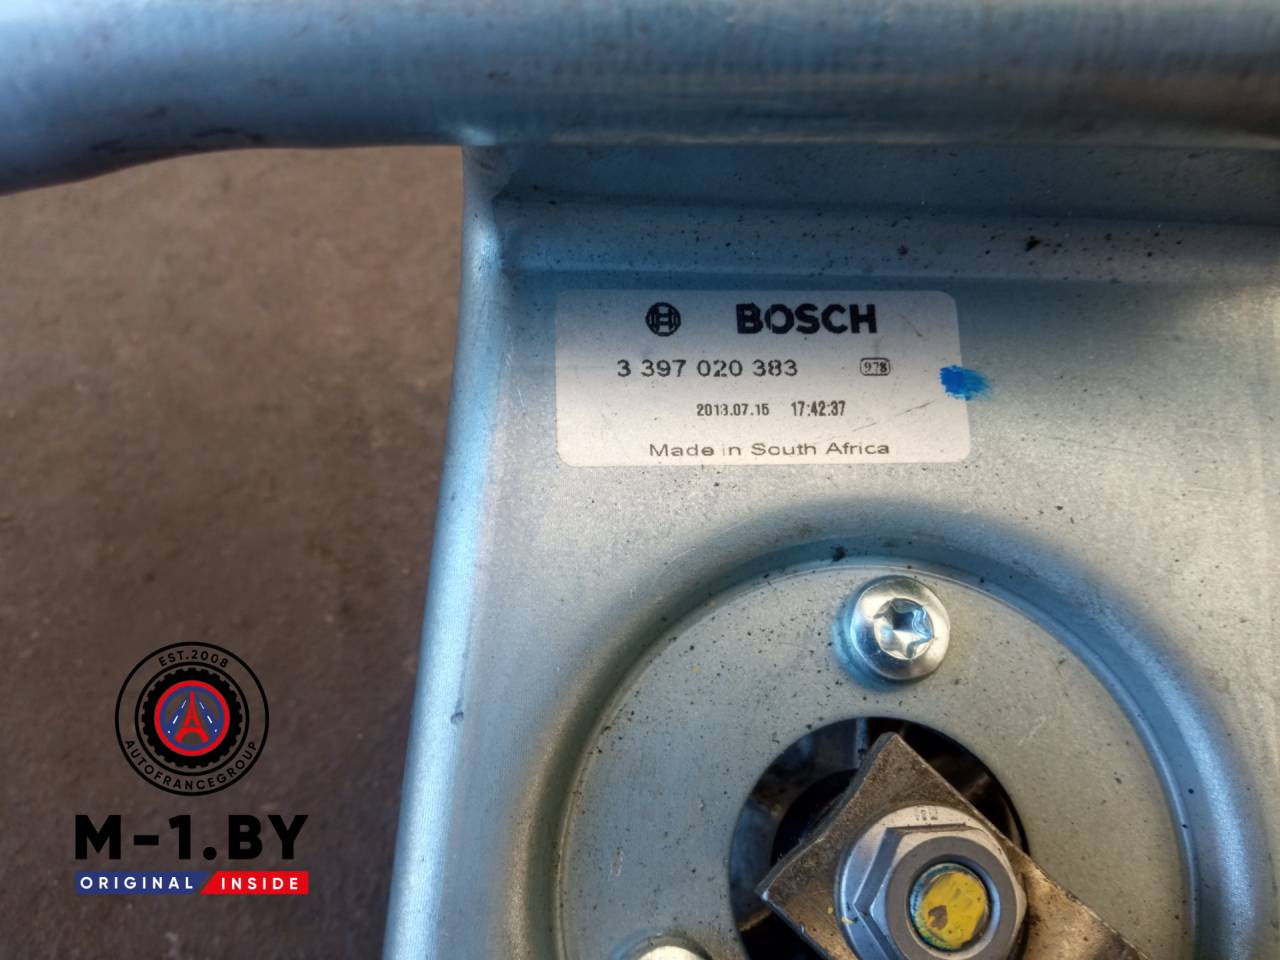 BOSCH
3 397 020 383 978
2013.07.15 17:42:37
Made in South Africa
EST.2008
AUTOFRANCEGROUP
M-1.BY
ORIGINAL INSIDE